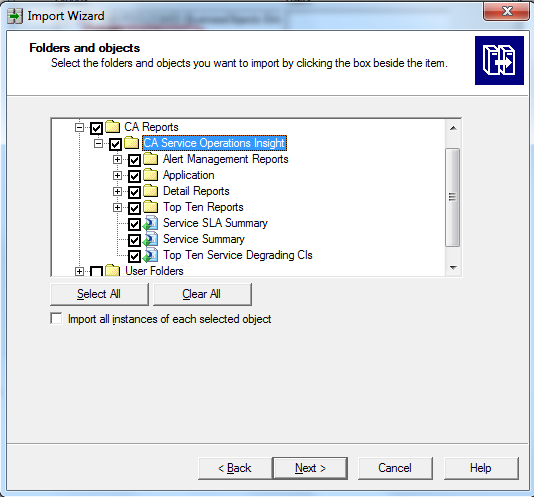 Import Wizard
Folders and objects
Select the folders and objects you want to import by clicking the box beside the item.
CA Reports
CA Service Operations Insight
Alert Management Reports
Application
Detail Reports
Top Ten Reports
Service SLA Summary
Service Summary
Top Ten Service Degrading CIs
User Folders
Select All
Clear All
Import all instances of each selected object
< Back
Next >
Cancel
Help